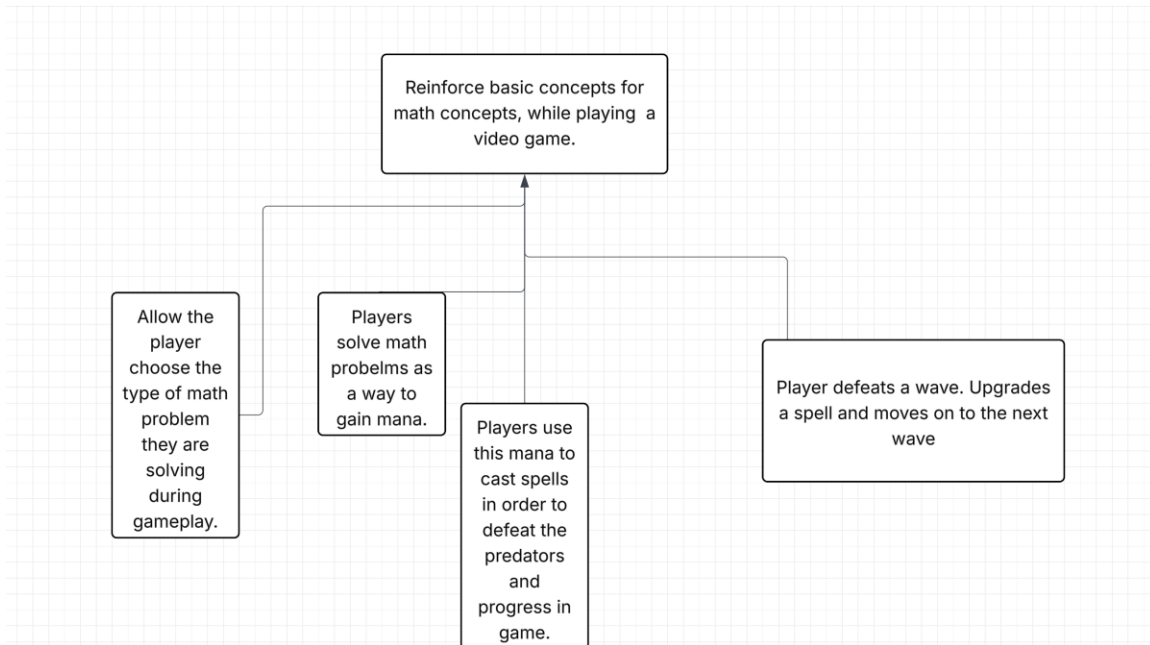 Reinforce basic concepts for
math concepts, while playing  a
video game.
Allow the
player
choose the
type of math
problem
they are
solving
during
gameplay.
Players
solve math
probelms as
a way to
gain mana.
Players use
this mana to
cast spells
in order to
defeat the
predators
and
progress in
game.
Player defeats a wave. Upgrades
a spell and moves on to the next
wave